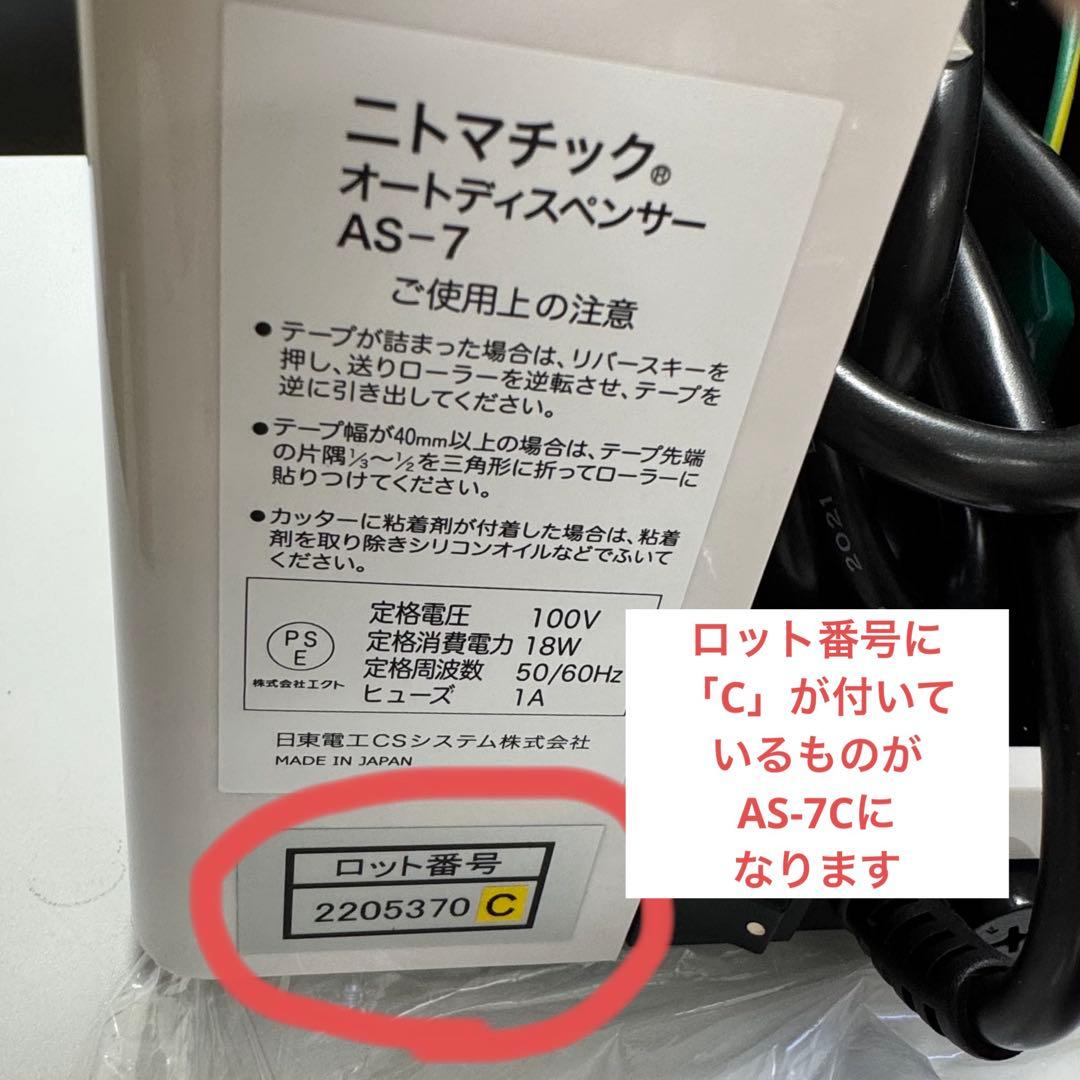 ニトマチック®
オートディスペンサー
AS-7
ご使用上の注意
●テープが詰まった場合は、リバースキーを
押し、送りローラーを逆転させ、テープを
逆に引き出してください。
●テープ幅が40mm以上の場合は、テープ先端
の片隅⅓〜½を三角形に折ってローラーに
貼りつけてください。
●カッターに粘着剤が付着した場合は、粘着
剤を取り除きシリコンオイルなどでふいて
ください。
PS
E
株式会社エクト
定格電圧 100V
定格消費電力 18W
定格周波数 50/60Hz
ヒューズ 1A
日東電工CSシステム株式会社
MADE IN JAPAN
ロット番号
2205370 C
2021
ロット番号に
「C」が付いて
いるものが
AS-7Cに
なります